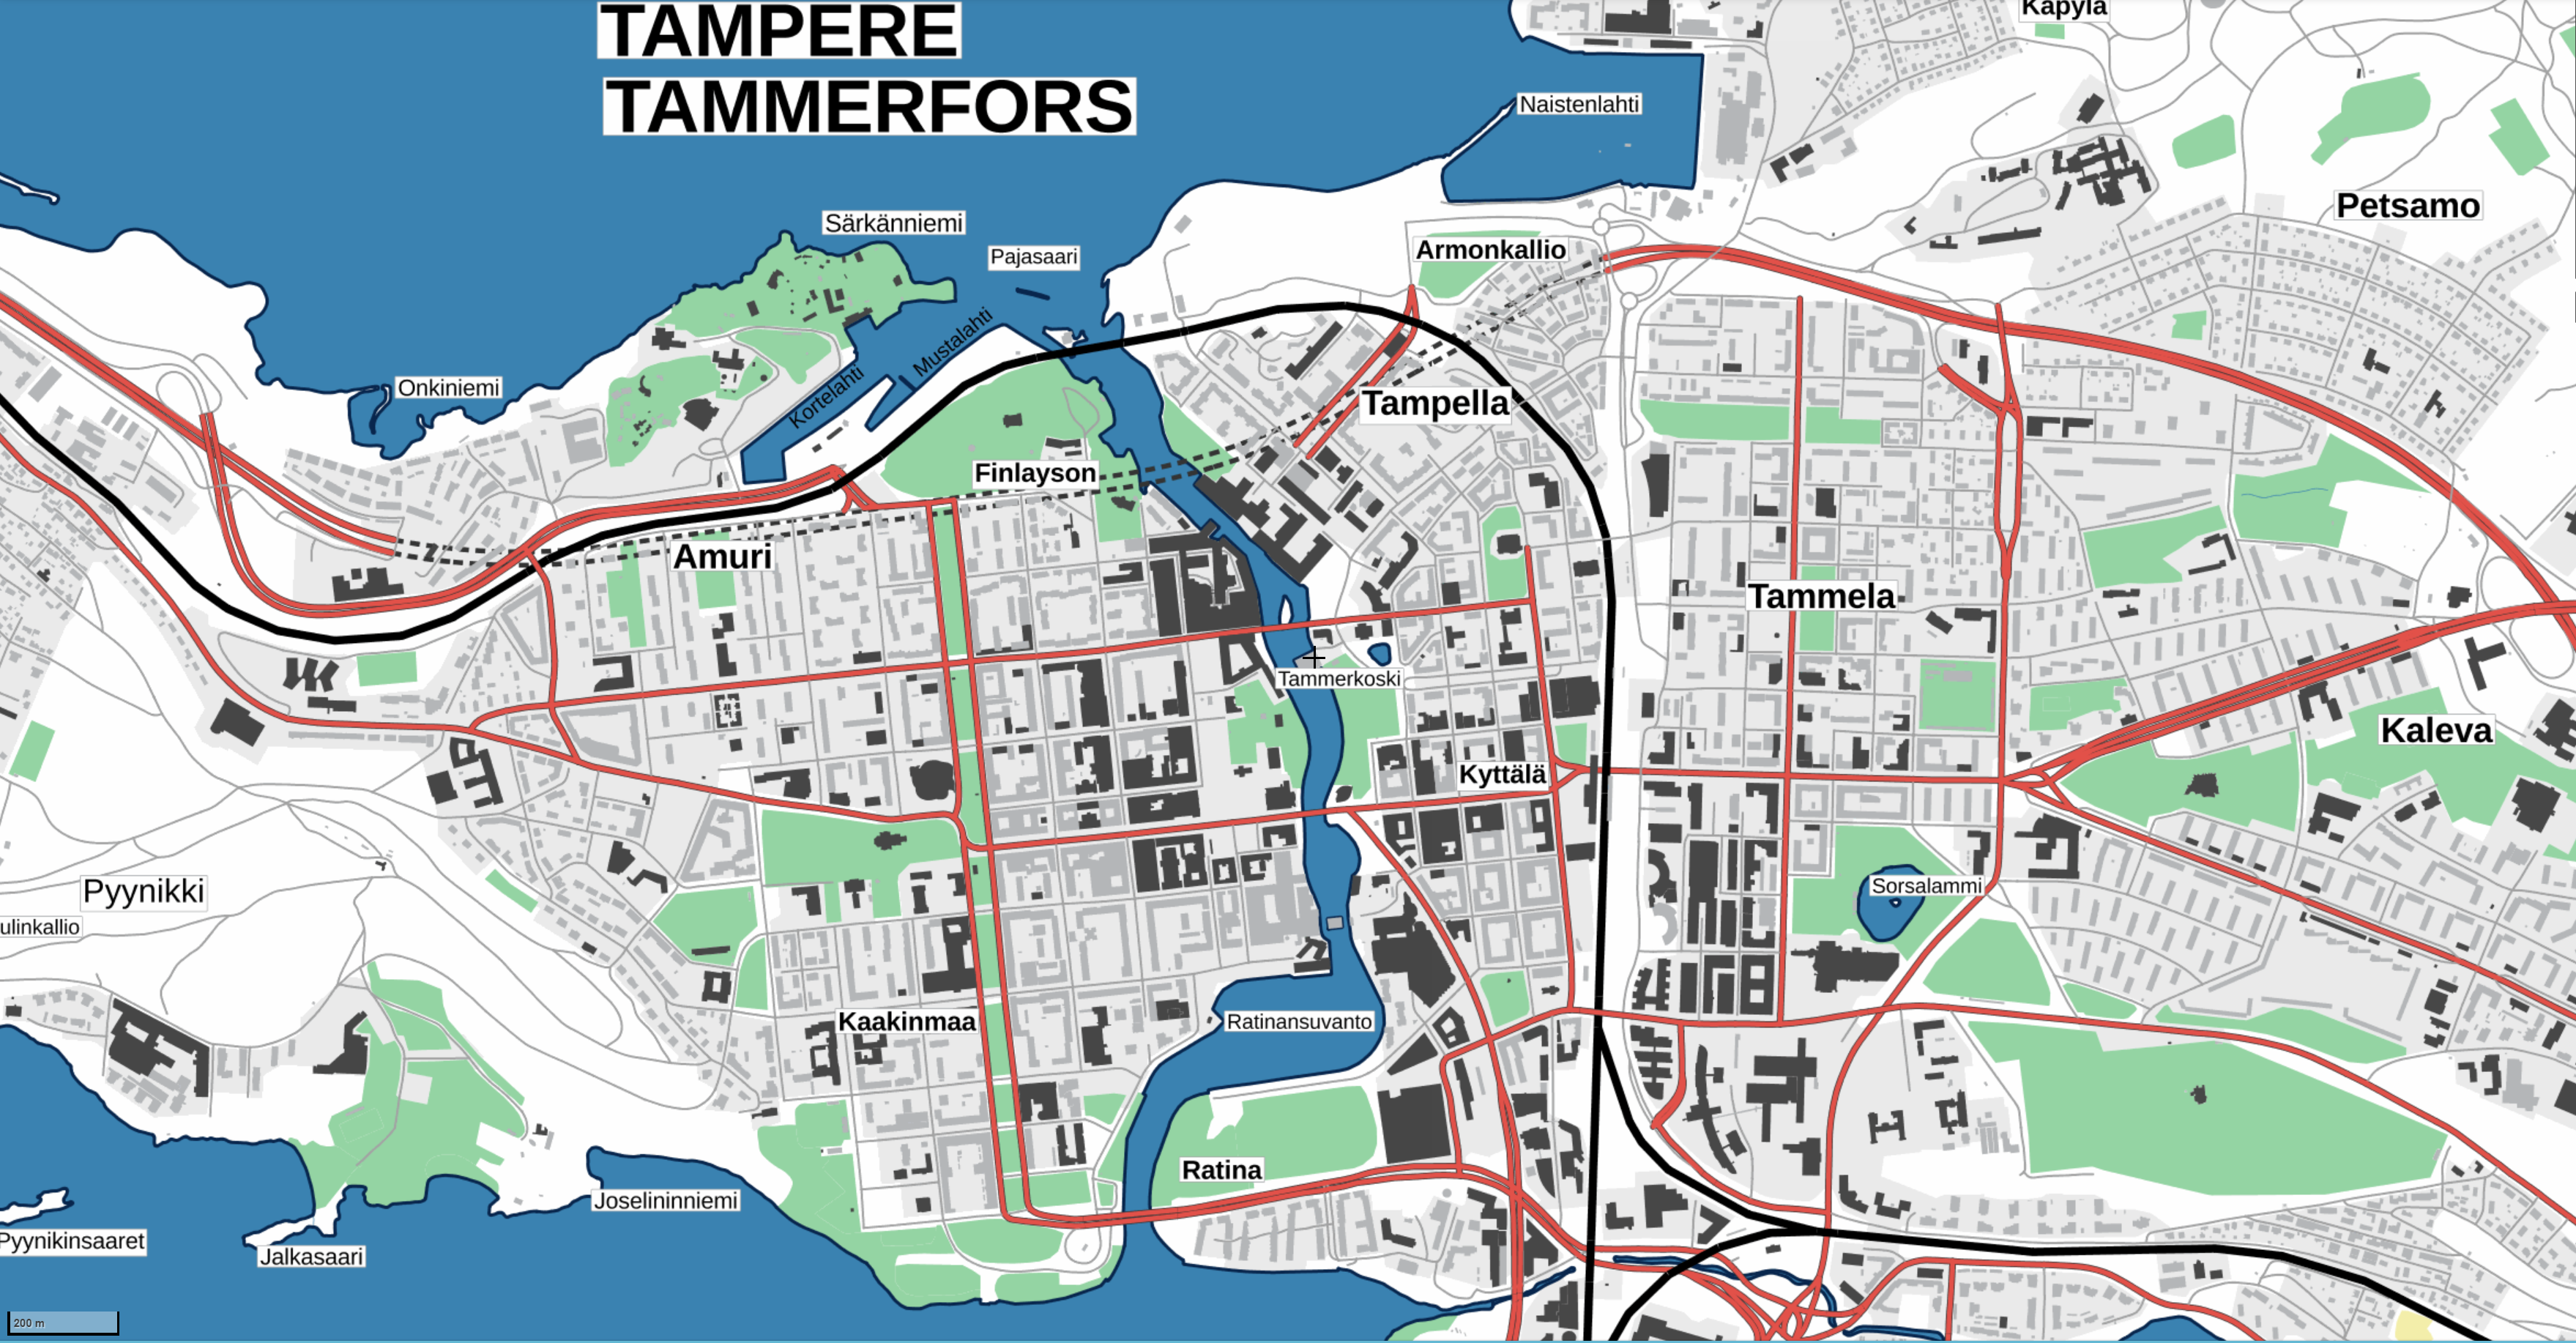 TAMPERE
TAMMERFORS
Käpylä
Naistenlahti
Petsamo
Särkänniemi
Armonkallio
Pajasaari
Mustalahti
Kortelahti
Onkiniemi
Tampella
Finlayson
Amuri
Tammela
Tammerkoski
Kaleva
Kyttälä
Pyynikki
Sorsalammi
ulinkallio
Kaakinmaa
Ratinansuvanto
Ratina
Joselininniemi
Pyynikinsaaret
Jalkasaari
200 m